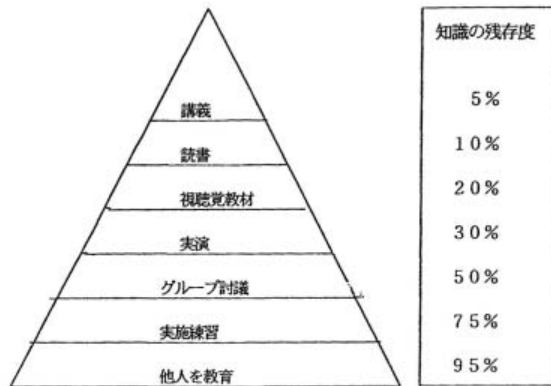 知識の残存度
講義
5%
読書
10%
視聴覚教材
20%
実演
30%
グループ討議
50%
実施練習
75%
他人を教育
95%